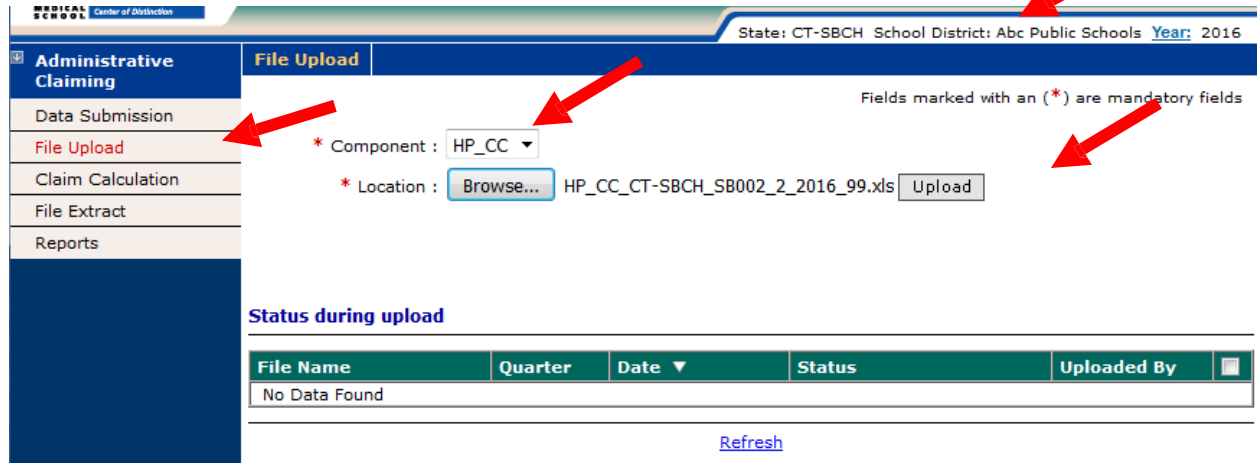 MEDICAL
SCHOOL Center of Distinction
State: CT-SBCH School District: Abc Public Schools Year: 2016
Administrative
Claiming
File Upload
Fields marked with an (*) are mandatory fields
Data Submission
File Upload
Claim Calculation
File Extract
Reports
* Component : HP_CC
* Location : Browse... HP_CC_CT-SBCH_SB002_2_2016_99.xls Upload
Status during upload
File Name Quarter Date ▼ Status Uploaded By
No Data Found
Refresh